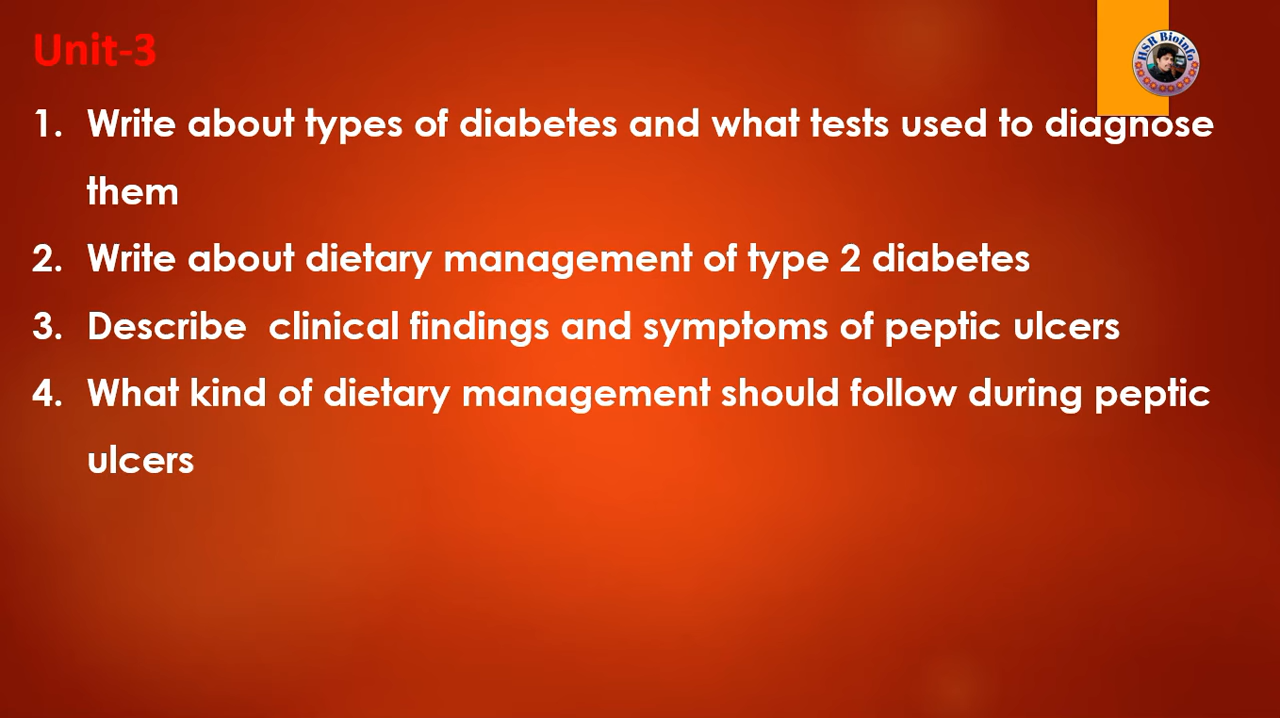 Unit-3
HSR Bioinfo
1. Write about types of diabetes and what tests used to diagnose
them
2. Write about dietary management of type 2 diabetes
3. Describe  clinical findings and symptoms of peptic ulcers
4. What kind of dietary management should follow during peptic
ulcers